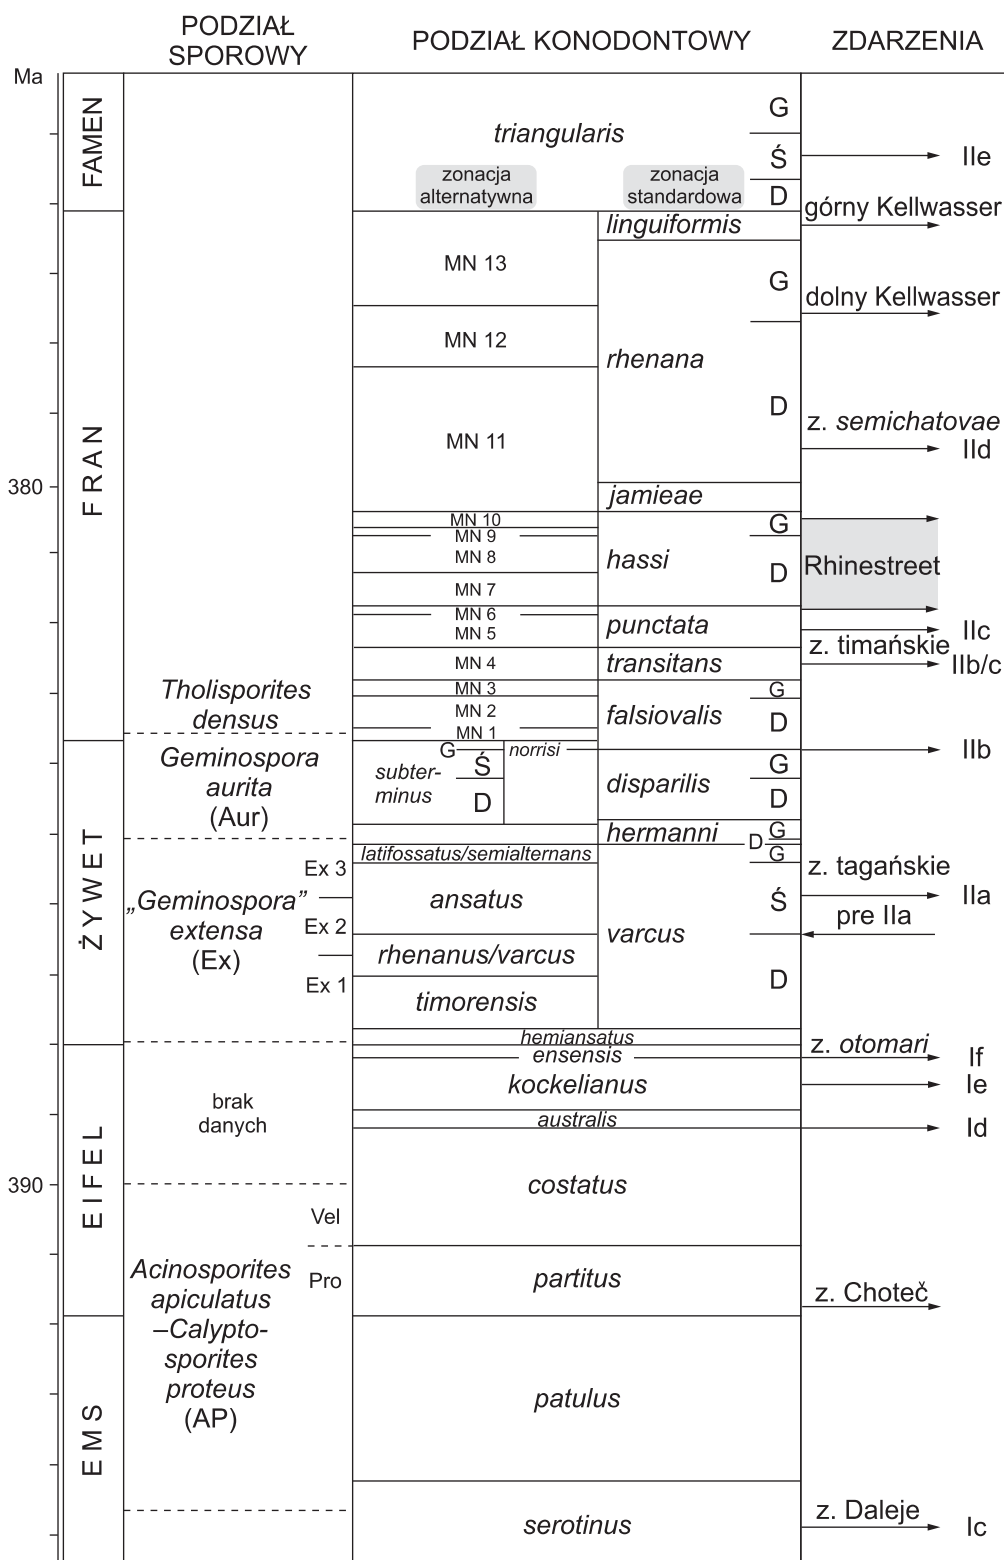 PODZIAŁ
SPOROWY
PODZIAŁ KONODONTOWY
ZDARZENIA
Ma
380
390
FAMEN
FRAN
ŻYWET
EIFEL
EMS
Tholisporites
densus
Geminospora
aurita
(Aur)
„Geminospora”
extensa
(Ex)
Ex 3
Ex 2
Ex 1
brak
danych
Vel
Pro
Acinosporites
apiculatus
–Calypto-
sporites
proteus
(AP)
triangularis
G
Ś
D
zonacja
alternatywna
zonacja
standardowa
MN 13
MN 12
MN 11
MN 10
MN 9
MN 8
MN 7
MN 6
MN 5
MN 4
MN 3
MN 2
MN 1
subter-
minus
G
Ś
D
norrisi
latifossatus/semialternans
ansatus
rhenanus/varcus
timorensis
linguiformis
rhenana
G
D
jamieae
hassi
G
D
punctata
transitans
falsiovalis
G
D
disparilis
G
D
hermanni
G
D
varcus
G
Ś
D
hemiansatus
ensensis
kockelianus
australis
costatus
partitus
patulus
serotinus
IIe
górny Kellwasser
dolny Kellwasser
z. semichatovae
IId
Rhinestreet
IIc
z. timańskie
IIb/c
IIb
z. tagańskie
IIa
pre IIa
z. otomari
If
Ie
Id
z. Choteč
z. Daleje
Ic